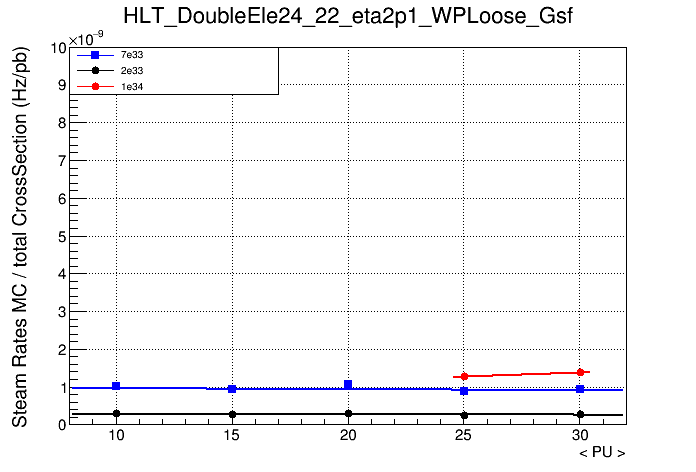 HLT_DoubleEle24_22_eta2p1_WPLoose_Gsf
×10⁻⁹
Steam Rates MC / total CrossSection (Hz/pb)
10
9
8
7
6
5
4
3
2
1
0
7e33
2e33
1e34
10 15 20 25 30
< PU >